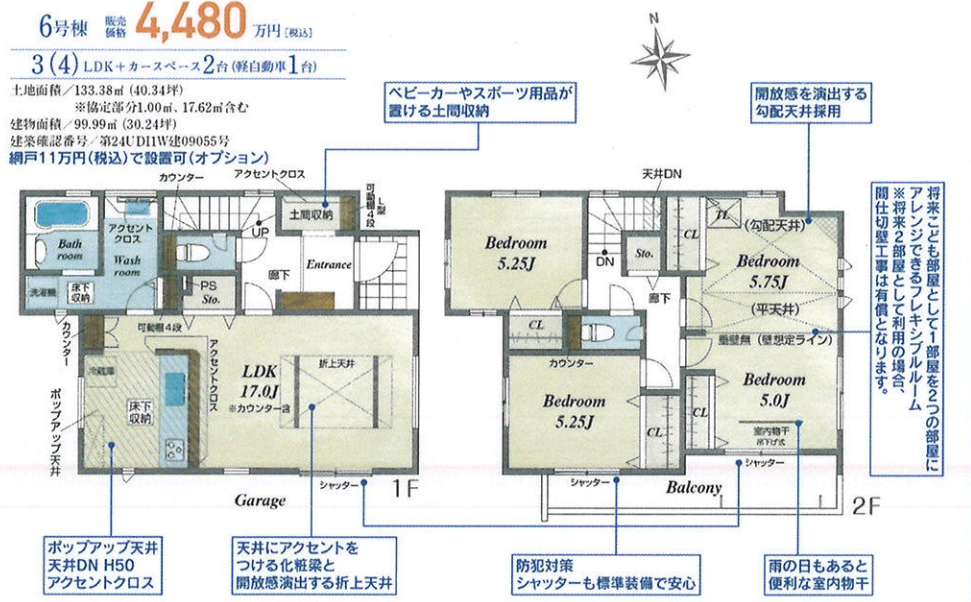 6号棟 販売価格 4,480万円[税込]
3(4)LDK+カースペース2台(軽自動車1台)
土地面積/133.38㎡(40.34坪)
※協定部分1.00㎡、17.62㎡含む
建物面積/99.99㎡(30.24坪)
建築確認番号/第24UDI1W建09055号
網戸11万円(税込)で設置可(オプション)
N
ベビーカーやスポーツ用品が
置ける土間収納
開放感を演出する
勾配天井採用
将来こども部屋として1部屋を2つの部屋に
アレンジできるフレキシブルルーム
※将来2部屋として利用の場合、
間仕切壁工事は有償となります。
カウンター
アクセントクロス
土間収納
L型
可動棚4段
Bath
room
アクセント
クロス
Wash
room
洗濯機
床下
収納
UP
廊下
Entrance
PS
Sto.
可動棚4段
カウンター
冷蔵庫
アクセントクロス
床下
収納
ポップアップ天井
LDK
17.0J
※カウンター含
折上天井
シャッター
1F
Garage
天井DN
Bedroom
5.25J
DN
Sto.
CL
TL
(勾配天井)
Bedroom
5.75J
(平天井)
垂壁無(壁想定ライン)
廊下
CL
カウンター
Bedroom
5.25J
CL
CL
Bedroom
5.0J
室内物干
吊下げ式
シャッター
シャッター
Balcony
2F
ポップアップ天井
天井DN H50
アクセントクロス
天井にアクセントを
つける化粧梁と
開放感演出する折上天井
防犯対策
シャッターも標準装備で安心
雨の日もあると
便利な室内物干